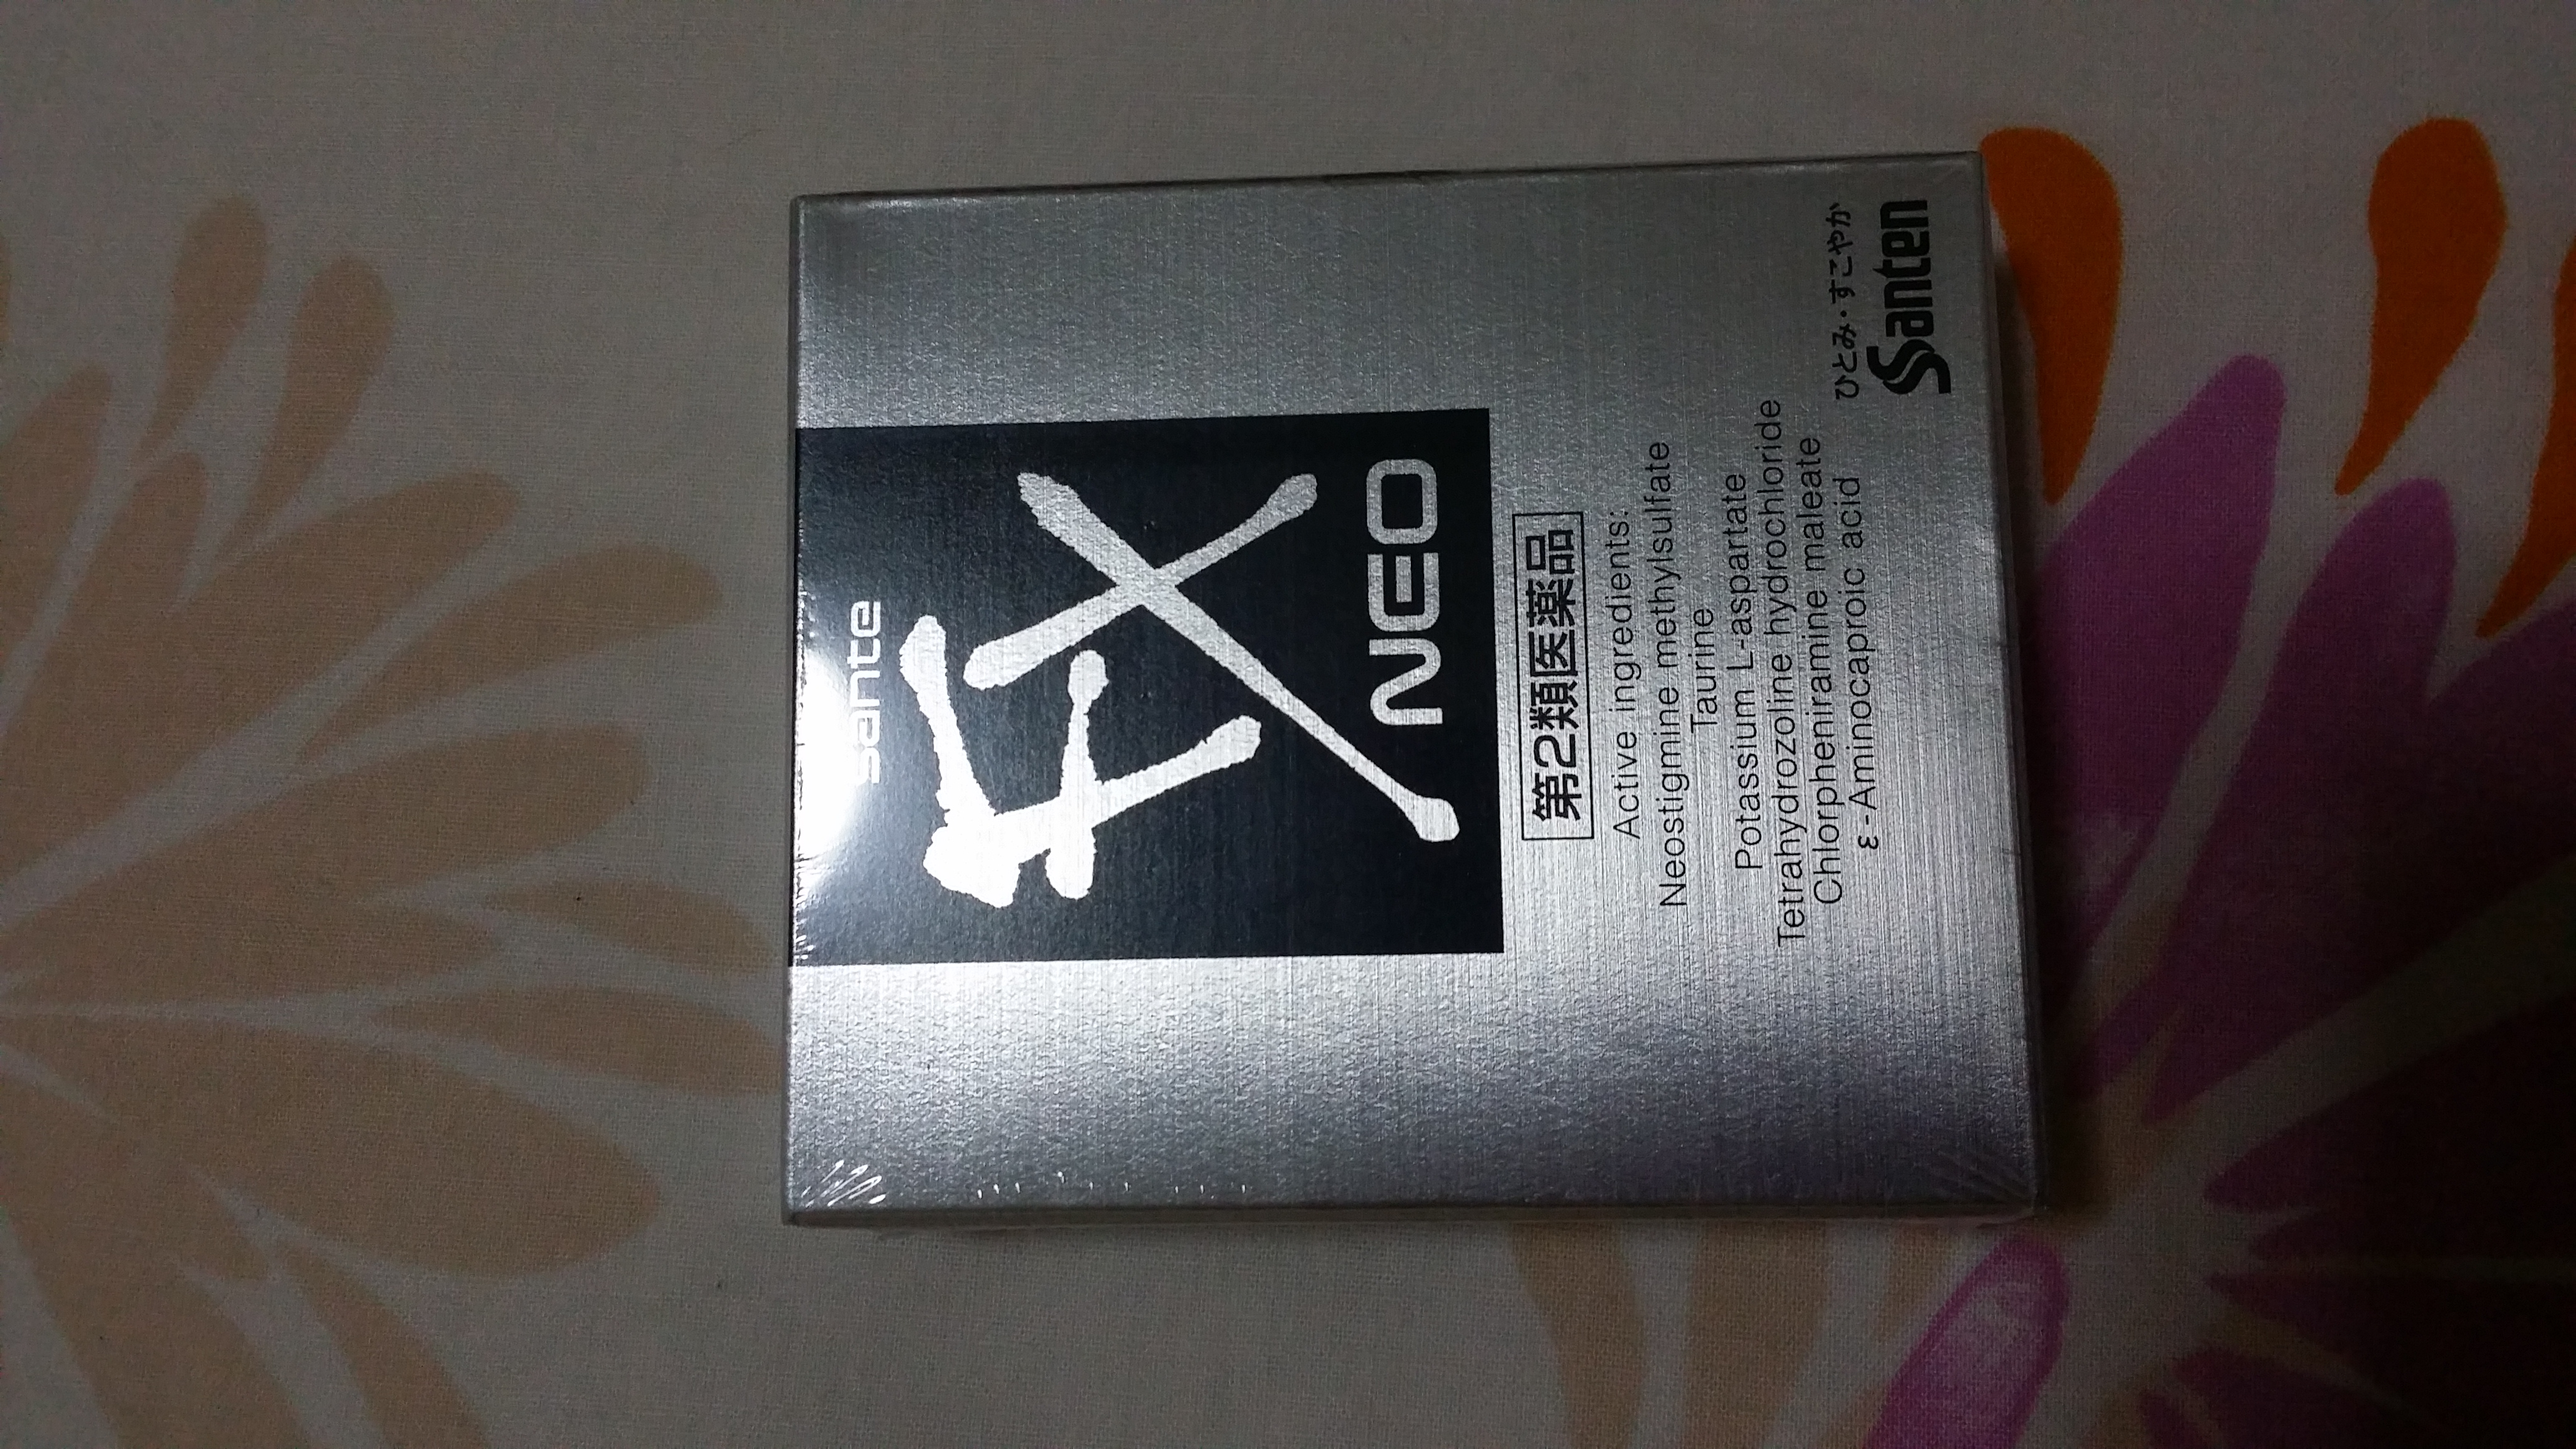 sante
FX
NEO
第2類医薬品
Active ingredients:
Neostigmine methylsulfate
Taurine
Potassium L-aspartate
Tetrahydrozoline hydrochloride
Chlorpheniramine maleate
ε-Aminocaproic acid
ひとみ・すこやか
Santen